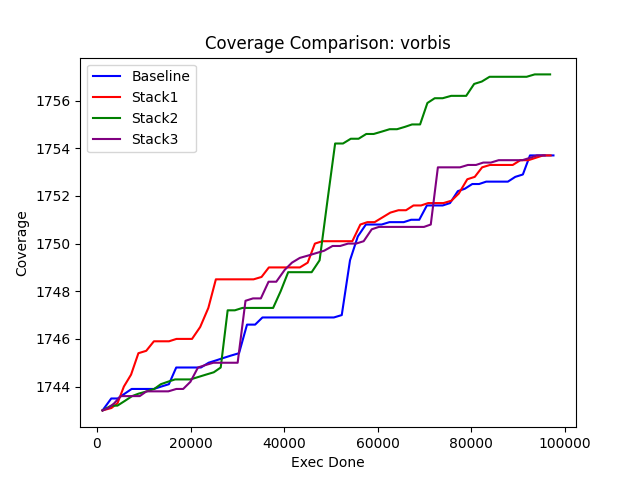 Coverage Comparison: vorbis
Baseline
Stack1
Stack2
Stack3
Coverage
1756
1754
1752
1750
1748
1746
1744
0 20000 40000 60000 80000 100000
Exec Done